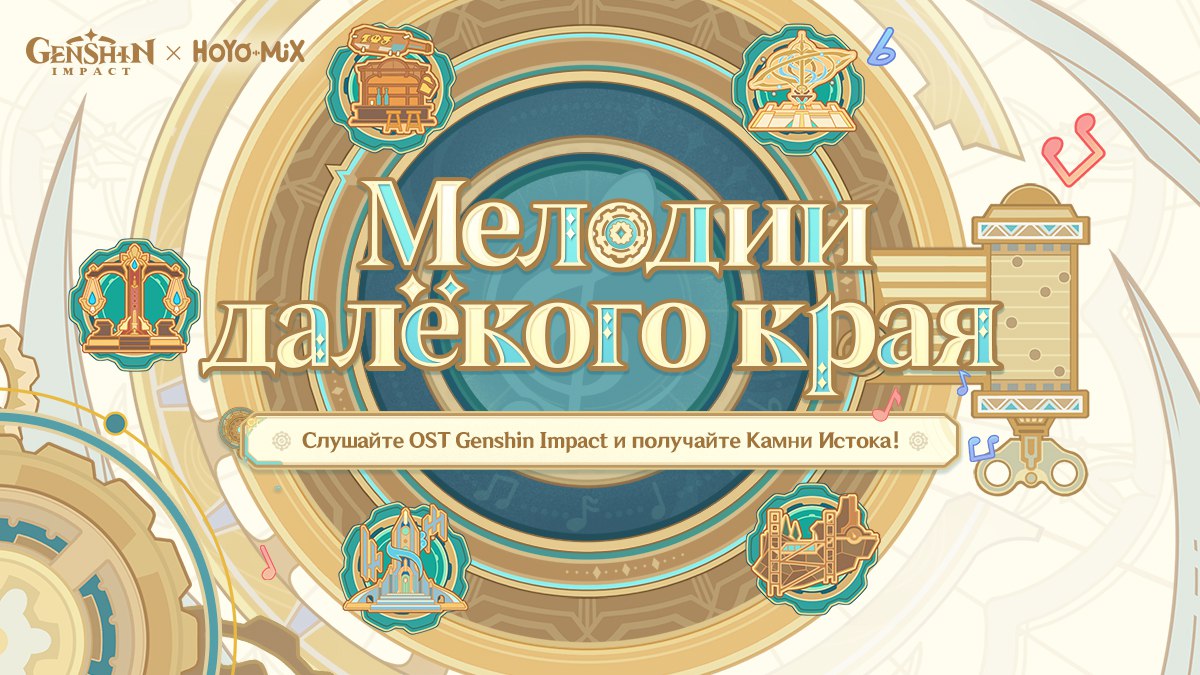 GENSHIN IMPACT × HOYO-MiX
Мелодии
далёкого края
Слушайте OST Genshin Impact и получайте Камни Истока!